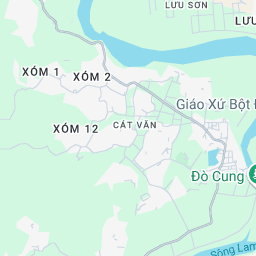 LƯU SƠN
LƯU
XÓM 1
XÓM 2
Giáo Xứ Bột
XÓM 12
CÁT VĂN
Đò Cung
Sông Lam